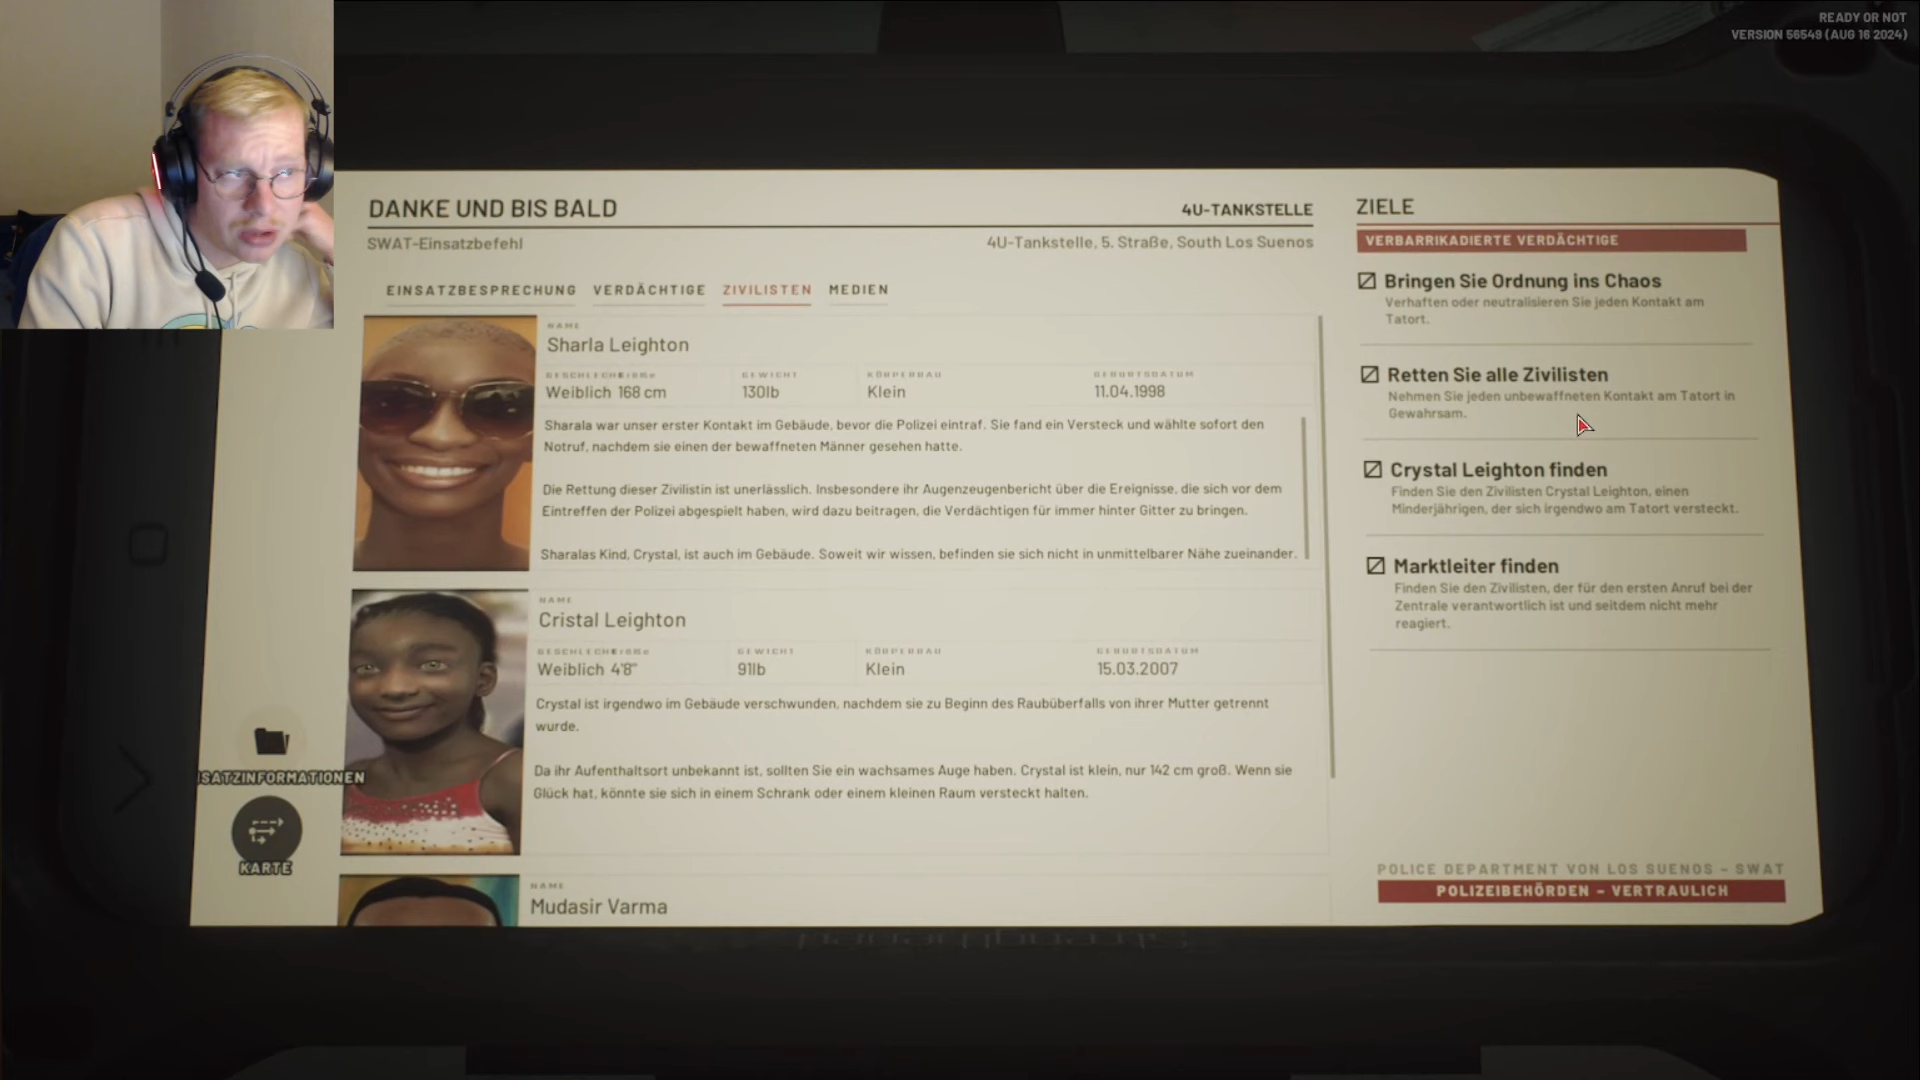 READY OR NOT
VERSION 56549 (AUG 16 2024)
DANKE UND BIS BALD
4U-TANKSTELLE
SWAT-Einsatzbefehl
4U-Tankstelle, 5. Straße, South Los Suenos
EINSATZBESPRECHUNG
VERDÄCHTIGE
ZIVILISTEN
MEDIEN
NAME
Sharla Leighton
GEWICHT
KÖRPERBAU
GEBURTSDATUM
Weiblich 168 cm
130lb
Klein
11.04.1998
Sharala war unser erster Kontakt im Gebäude, bevor die Polizei eintraf. Sie fand ein Versteck und wählte sofort den
Notruf, nachdem sie einen der bewaffneten Männer gesehen hatte.
Die Rettung dieser Zivilistin ist unerlässlich. Insbesondere ihr Augenzeugenbericht über die Ereignisse, die sich vor dem
Eintreffen der Polizei abgespielt haben, wird dazu beitragen, die Verdächtigen für immer hinter Gitter zu bringen.
Sharalas Kind, Crystal, ist auch im Gebäude. Soweit wir wissen, befinden sie sich nicht in unmittelbarer Nähe zueinander.
NAME
Cristal Leighton
GEWICHT
KÖRPERBAU
GEBURTSDATUM
Weiblich 4'8"
91lb
Klein
15.03.2007
Crystal ist irgendwo im Gebäude verschwunden, nachdem sie zu Beginn des Raubüberfalls von ihrer Mutter getrennt
wurde.
Da ihr Aufenthaltsort unbekannt ist, sollten Sie ein wachsames Auge haben. Crystal ist klein, nur 142 cm groß. Wenn sie
Glück hat, könnte sie sich in einem Schrank oder einem kleinen Raum versteckt halten.
NAME
Mudasir Varma
SATZINFORMATIONEN
KARTE
ZIELE
VERBARRIKADIERTE VERDÄCHTIGE
Bringen Sie Ordnung ins Chaos
Verhaften oder neutralisieren Sie jeden Kontakt am
Tatort.
Retten Sie alle Zivilisten
Nehmen Sie jeden unbewaffneten Kontakt am Tatort in
Gewahrsam.
Crystal Leighton finden
Finden Sie den Zivilisten Crystal Leighton, einen
Minderjährigen, der sich irgendwo am Tatort versteckt.
Marktleiter finden
Finden Sie den Zivilisten, der für den ersten Anruf bei der
Zentrale verantwortlich ist und seitdem nicht mehr
reagiert.
POLICE DEPARTMENT VON LOS SUENOS - SWAT
POLIZEIBEHÖRDEN - VERTRAULICH